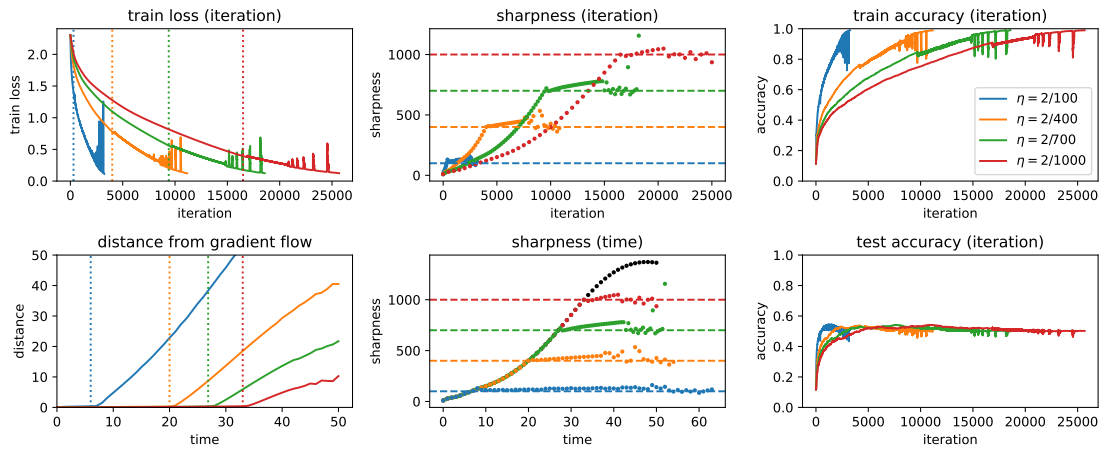 train loss (iteration)
train loss
2.0
1.5
1.0
0.5
0.0
0 5000 10000 15000 20000 25000
iteration
sharpness (iteration)
sharpness
1000
500
0
0 5000 10000 15000 20000 25000
iteration
train accuracy (iteration)
accuracy
1.0
0.8
0.6
0.4
0.2
0.0
η = 2/100
η = 2/400
η = 2/700
η = 2/1000
0 5000 10000 15000 20000 25000
iteration
distance from gradient flow
distance
50
40
30
20
10
0
0 10 20 30 40 50
time
sharpness (time)
sharpness
1000
500
0
0 10 20 30 40 50 60
time
test accuracy (iteration)
accuracy
1.0
0.8
0.6
0.4
0.2
0.0
0 5000 10000 15000 20000 25000
iteration